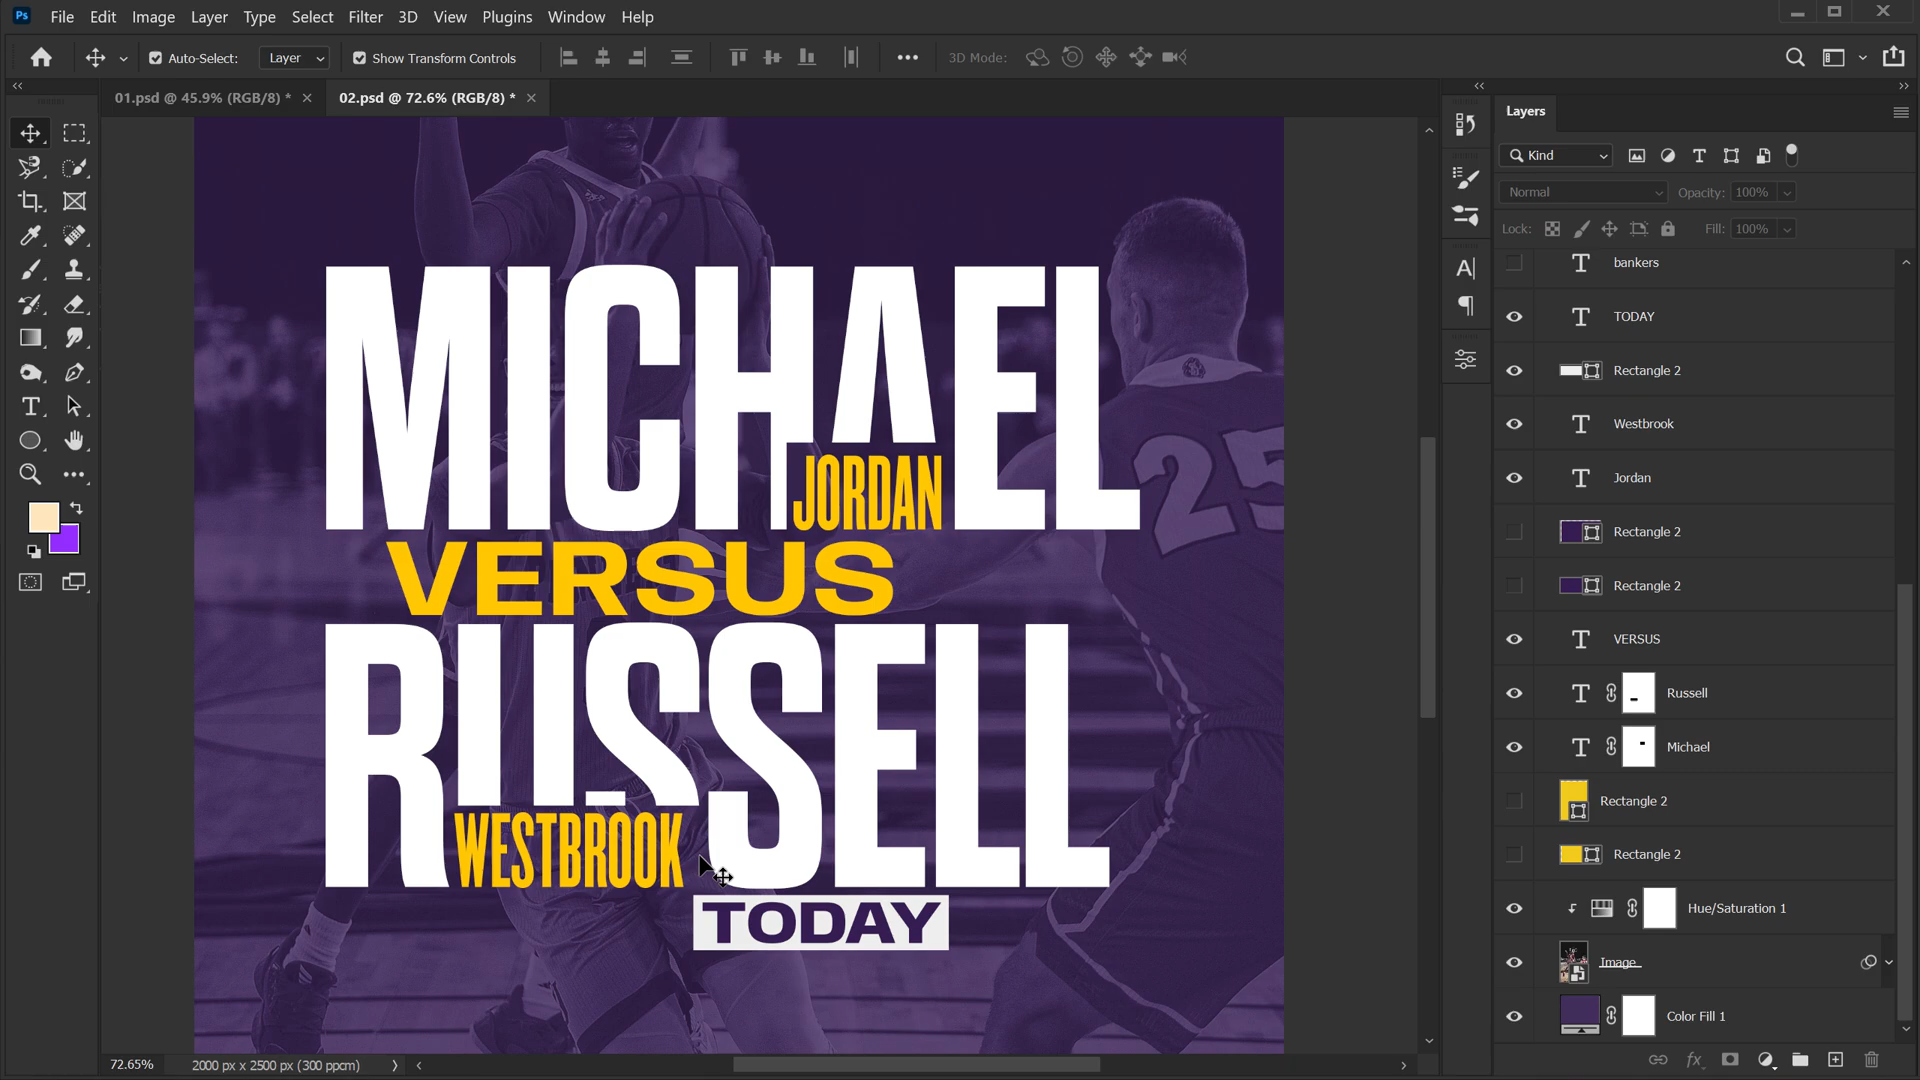 Ps File Edit Image Layer Type Select Filter 3D View Plugins Window Help
Auto-Select: Layer Show Transform Controls 3D Mode:
01.psd @ 45.9% (RGB/8) * 02.psd @ 72.6% (RGB/8) *
Layers
Kind
Normal Opacity: 100%
Lock: Fill: 100%
bankers
TODAY
Rectangle 2
Westbrook
Jordan
Rectangle 2
Rectangle 2
VERSUS
Russell
Michael
Rectangle 2
Rectangle 2
Hue/Saturation 1
Image
Color Fill 1
MICHAEL
JORDAN
VERSUS
RUSSELL
WESTBROOK
TODAY
25
72.65% 2000 px x 2500 px (300 ppcm)